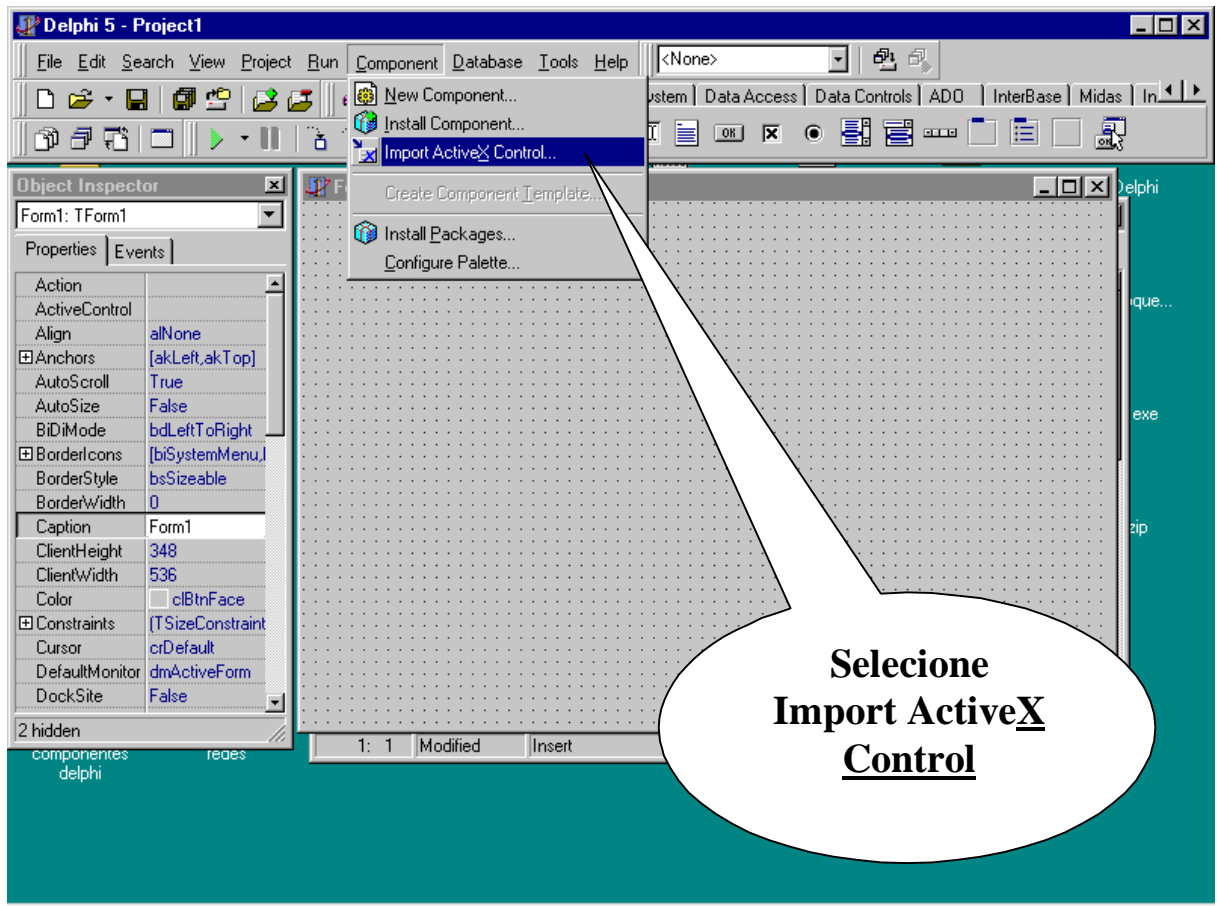 Delphi 5 - Project1
File Edit Search View Project Run Component Database Tools Help <None>
New Component...
Install Component...
Import ActiveX Control...
Create Component Template...
Install Packages...
Configure Palette...
Data Access Data Controls ADO InterBase Midas
Object Inspector
Form1: TForm1
Properties Events
Action
ActiveControl
Align alNone
Anchors [akLeft,akTop]
AutoScroll True
AutoSize False
BiDiMode bdLeftToRight
BorderIcons [biSystemMenu,
BorderStyle bsSizeable
BorderWidth 0
Caption Form1
ClientHeight 348
ClientWidth 536
Color clBtnFace
Constraints (TSizeConstraint
Cursor crDefault
DefaultMonitor dmActiveForm
DockSite False
2 hidden
1: 1 Modified Insert
componentes
delphi
redes
Delphi
que...
exe
zip
Selecione
Import ActiveX
Control